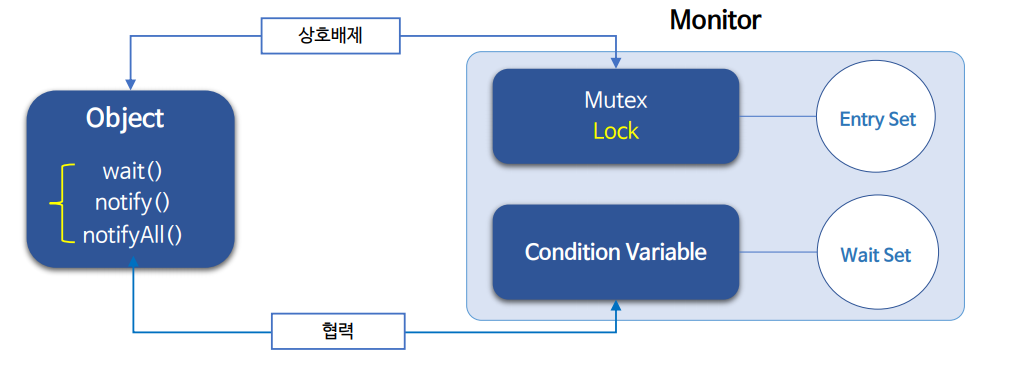 Monitor
상호배제
Object
wait()
notify()
notifyAll()
Mutex
Lock
Entry Set
Condition Variable
Wait Set
협력